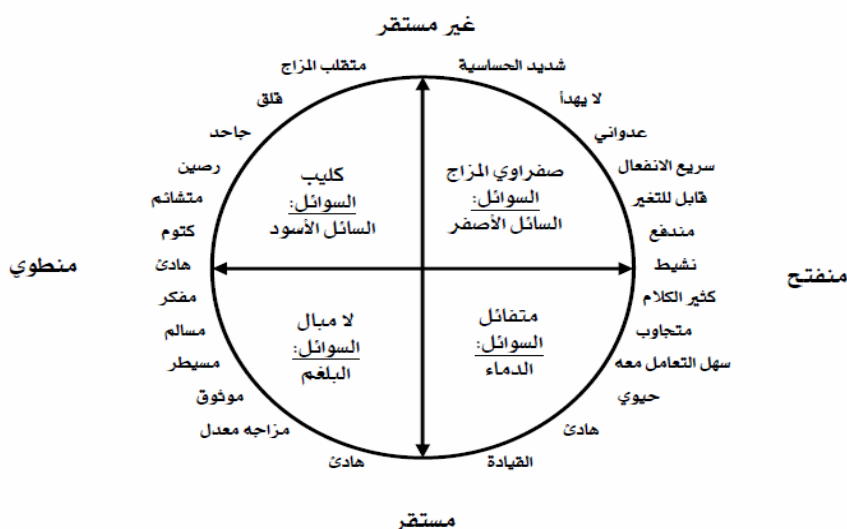 غير مستقر
شديد الحساسية
لا يهدأ
عدواني
سريع الانفعال
قابل للتغير
مندفع
نشيط
كثير الكلام
متجاوب
سهل التعامل معه
حيوي
هادئ
القيادة
متقلب المزاج
قلق
جاحد
رصين
متشائم
كتوم
هادئ
مفكر
مسالم
مسيطر
موثوق
مزاجه معدل
هادئ
صفراوي المزاج
السوائل:
السائل الأصفر
كئيب
السوائل:
السائل الأسود
متفائل
السوائل:
الدماء
لا مبال
السوائل:
البلغم
منفتح
منطوي
مستقر